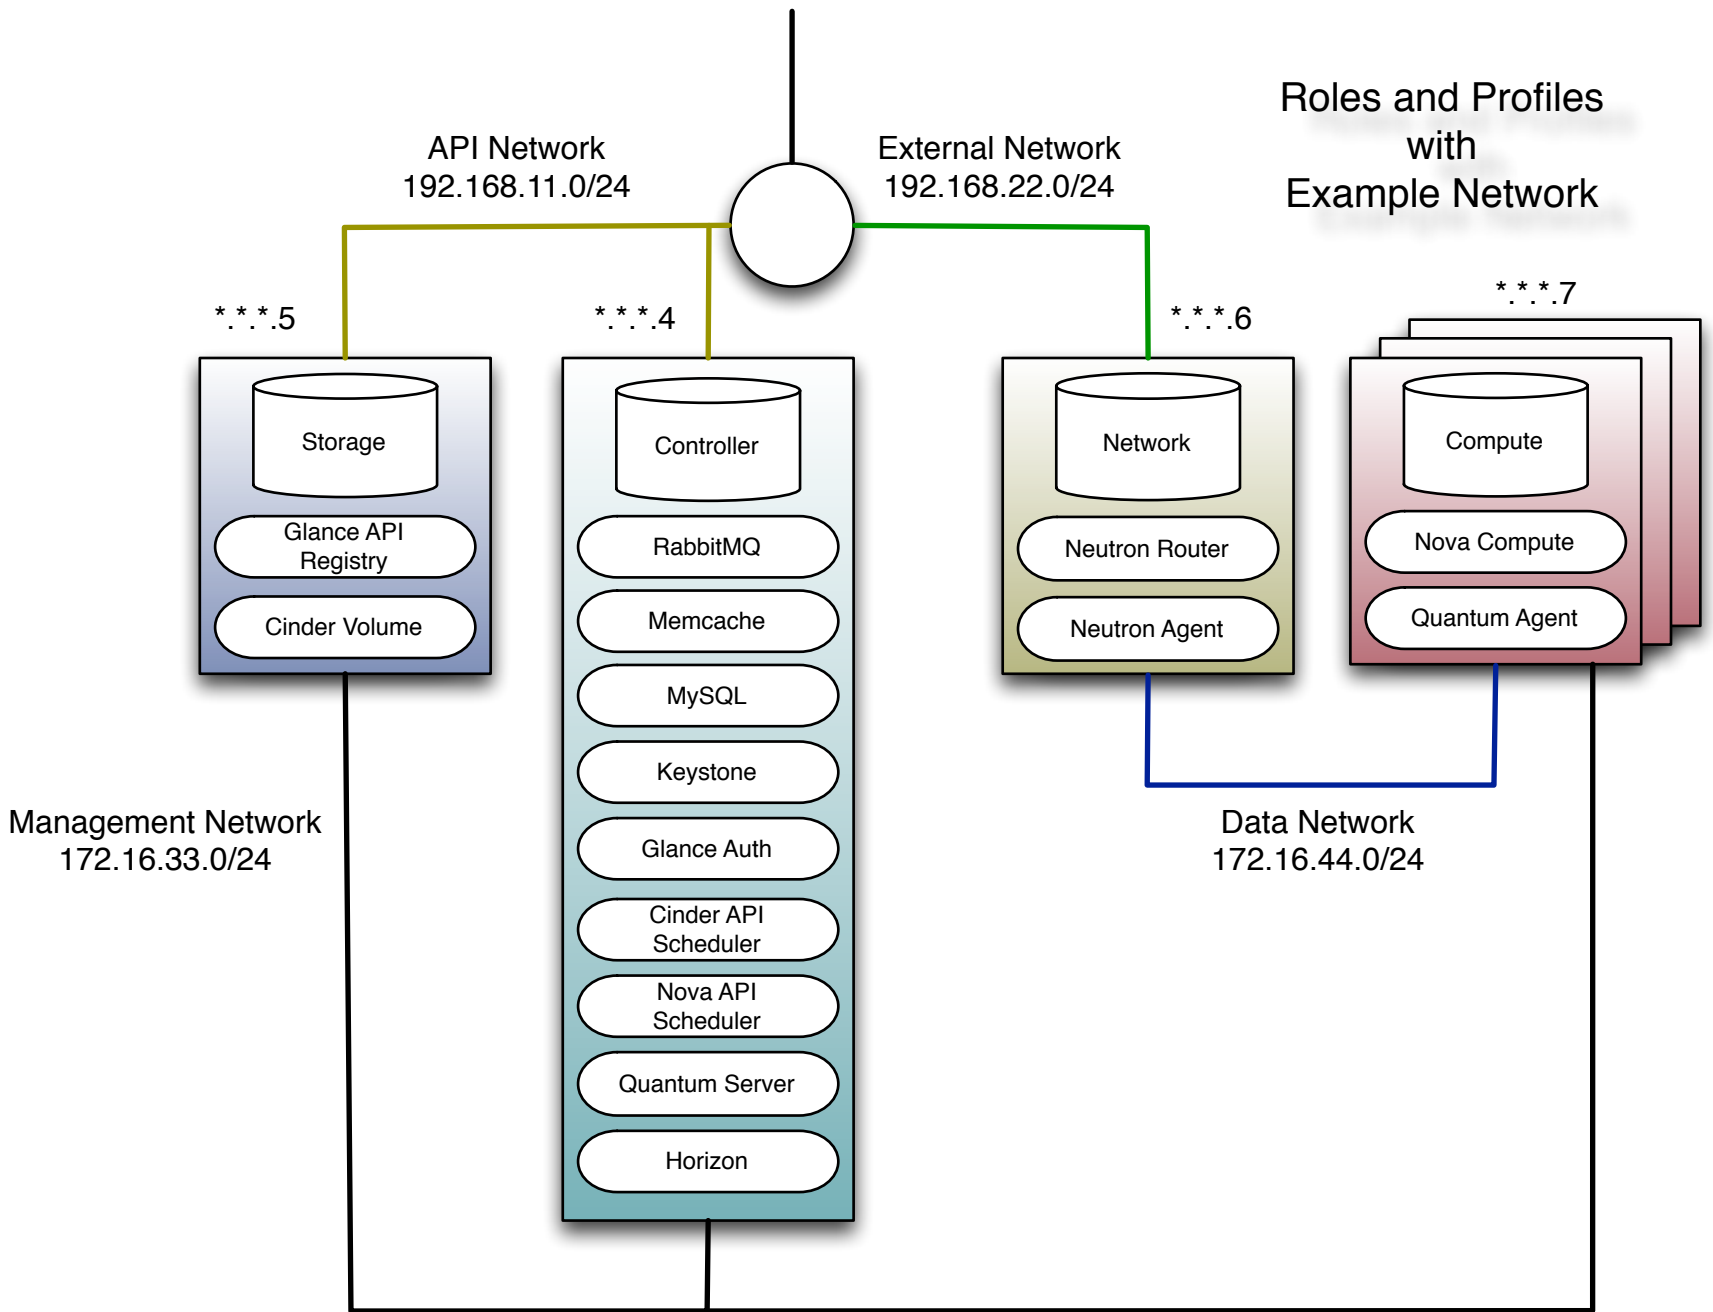 Roles and Profiles
with
Example Network
API Network
192.168.11.0/24
External Network
192.168.22.0/24
*.*.*.5
*.*.*.4
*.*.*.6
*.*.*.7
Storage
Glance API
Registry
Cinder Volume
Controller
RabbitMQ
Memcache
MySQL
Keystone
Glance Auth
Cinder API
Scheduler
Nova API
Scheduler
Quantum Server
Horizon
Network
Neutron Router
Neutron Agent
Compute
Nova Compute
Quantum Agent
Management Network
172.16.33.0/24
Data Network
172.16.44.0/24